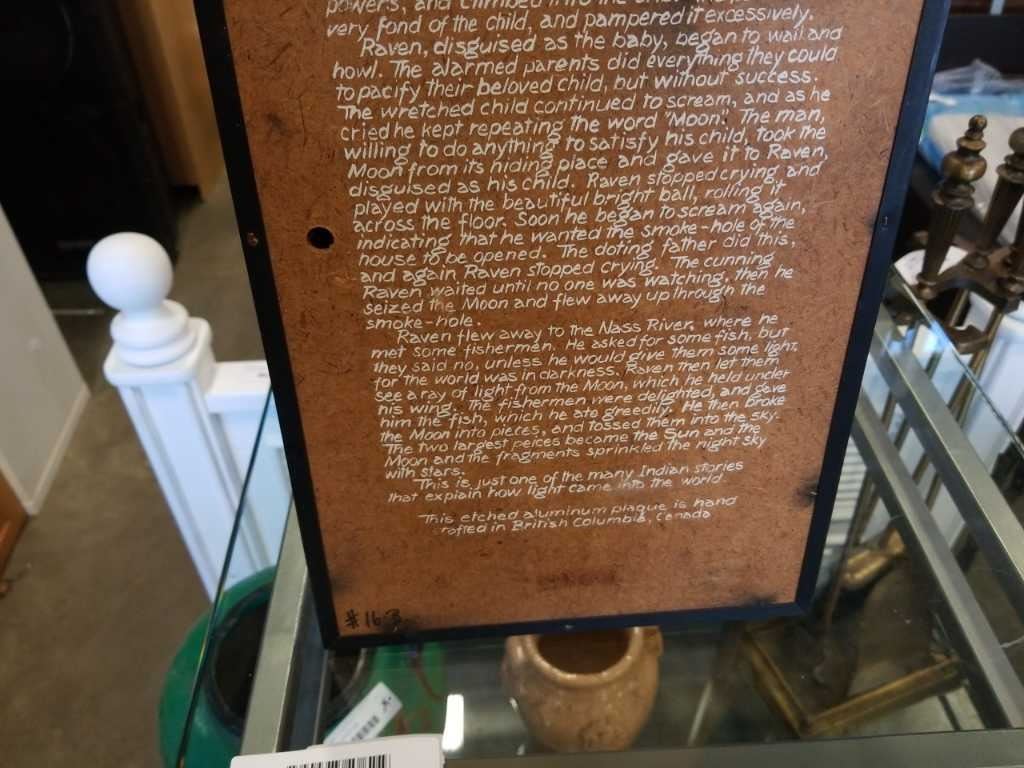 powers, and climbed into the
very fond of the child, and pampered it excessively.
Raven, disguised as the baby, began to wail and
howl. The alarmed parents did everything they could
to pacify their beloved child, but without success.
The wretched child continued to scream, and as he
cried he kept repeating the word 'Moon'. The man,
willing to do anything to satisfy his child, took the
Moon from its hiding place and gave it to Raven,
disguised as his child. Raven stopped crying and
played with the beautiful bright ball, rolling it
across the floor. Soon he began to scream again,
indicating that he wanted the smoke-hole of the
house to be opened. The doting father did this,
and again Raven stopped crying. The cunning
Raven waited until no one was watching, then he
seized the Moon and flew away up through the
smoke-hole.
Raven flew away to the Nass River, where he
met some fishermen. He asked for some fish, but
they said no, unless he would give them some light,
for the world was in darkness. Raven then let them
see a ray of light from the Moon, which he held under
his wing. The fishermen were delighted, and gave
him the fish, which he ate greedily. He then broke
the Moon into pieces, and tossed them into the sky.
The two largest peices became the Sun and the
Moon and the fragments sprinkled the night sky
with stars.
This is just one of the many Indian stories
that explain how light came into the world.
This etched aluminum plaque is hand
crafted in British Columbia, Canada
#16 B